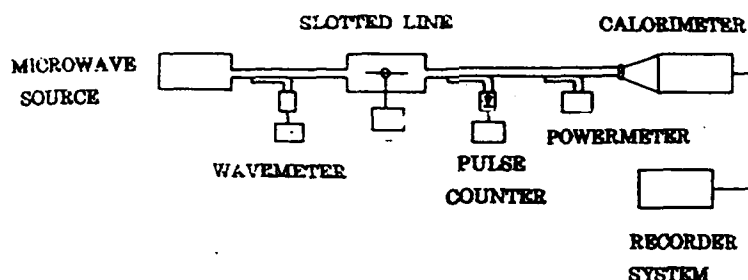 SLOTTED LINE
CALORIMETER
MICROWAVE
SOURCE
WAVEMETER
PULSE
COUNTER
POWERMETER
RECORDER
SYSTEM